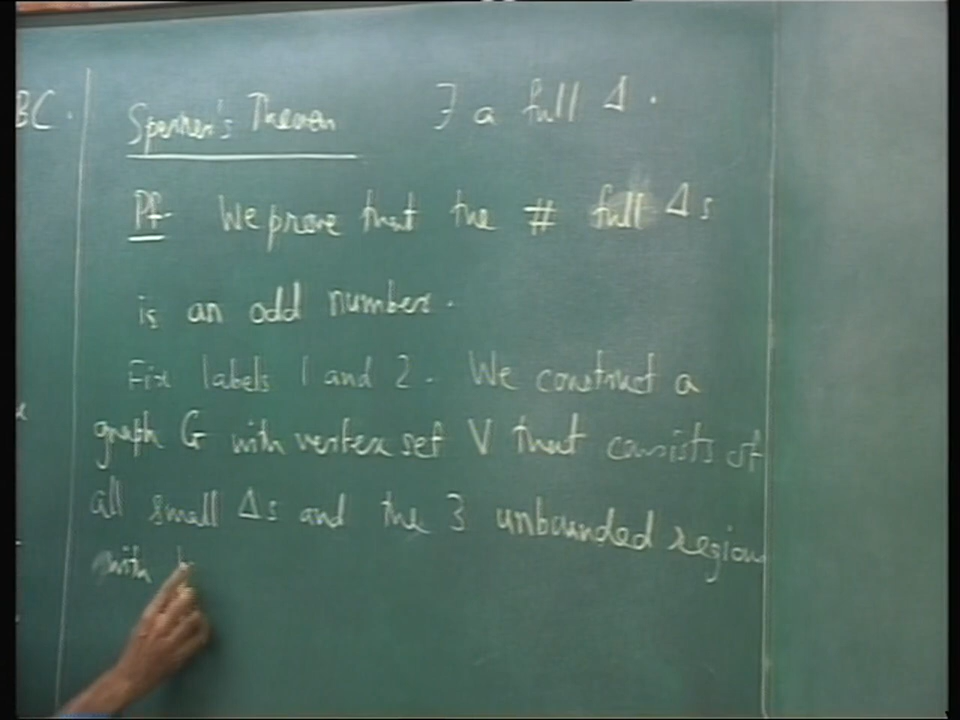 BC.
Sperner's Theorem ∃ a full Δ.
Pf- We prove that the # full Δs
is an odd number.
Fix labels 1 and 2. We construct a
graph G with vertex set V that consists of
all small Δs and the 3 unbounded region
with